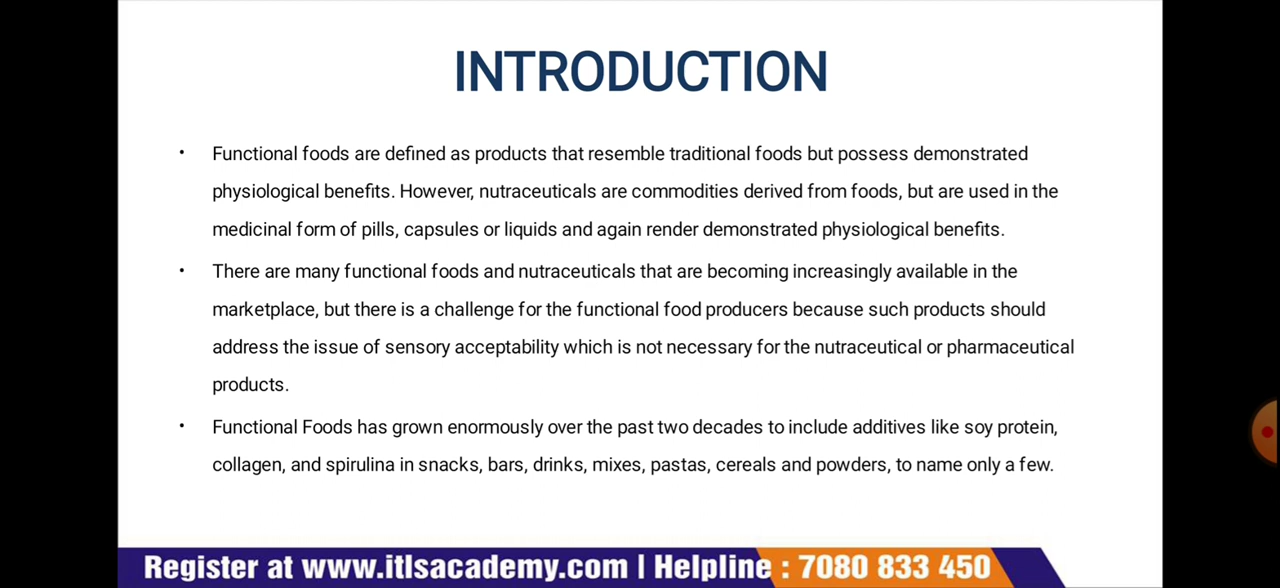 INTRODUCTION
• Functional foods are defined as products that resemble traditional foods but possess demonstrated
physiological benefits. However, nutraceuticals are commodities derived from foods, but are used in the
medicinal form of pills, capsules or liquids and again render demonstrated physiological benefits.
• There are many functional foods and nutraceuticals that are becoming increasingly available in the
marketplace, but there is a challenge for the functional food producers because such products should
address the issue of sensory acceptability which is not necessary for the nutraceutical or pharmaceutical
products.
• Functional Foods has grown enormously over the past two decades to include additives like soy protein,
collagen, and spirulina in snacks, bars, drinks, mixes, pastas, cereals and powders, to name only a few.
Register at www.itlsacademy.com | Helpline : 7080 833 450